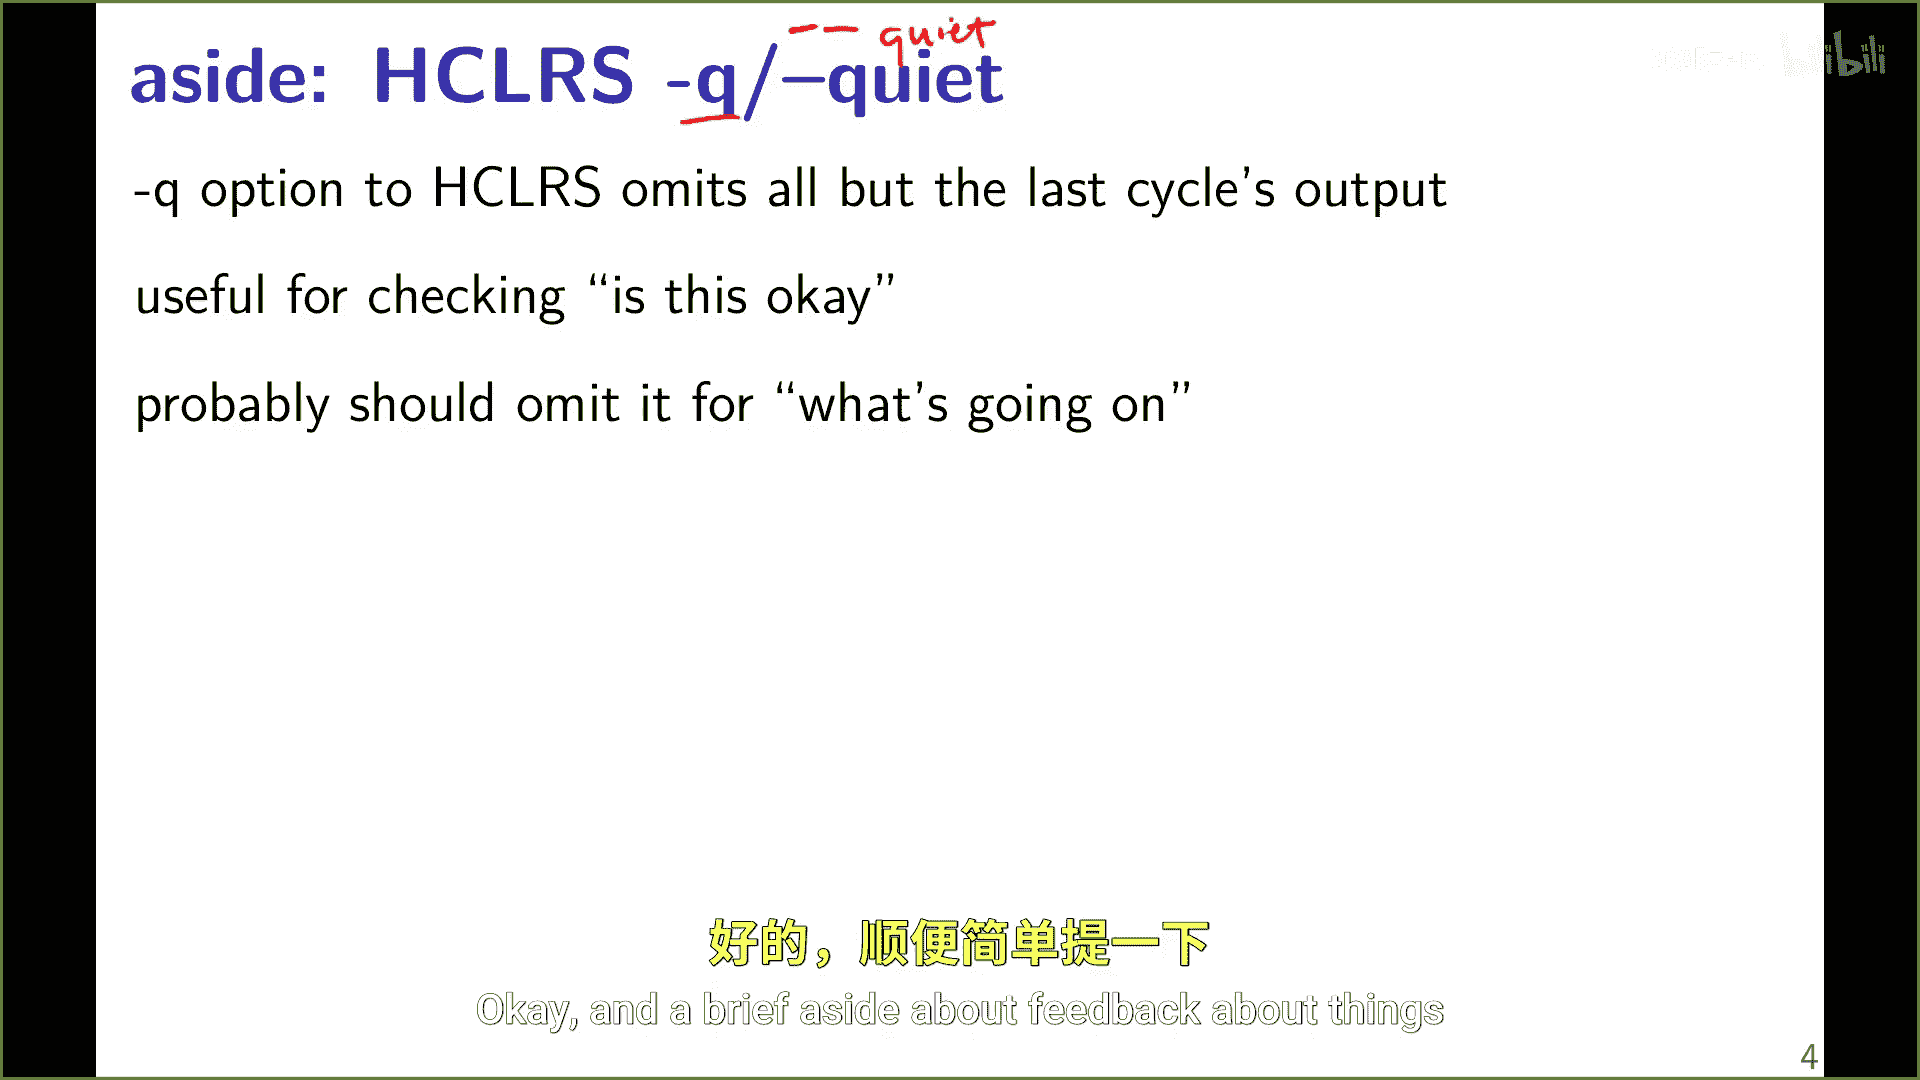 -- quiet
aside: HCLRS -q/–quiet
-q option to HCLRS omits all but the last cycle's output
useful for checking “is this okay”
probably should omit it for “what's going on”
好的，顺便简单提一下
Okay, and a brief aside about feedback about things
4
bilibili